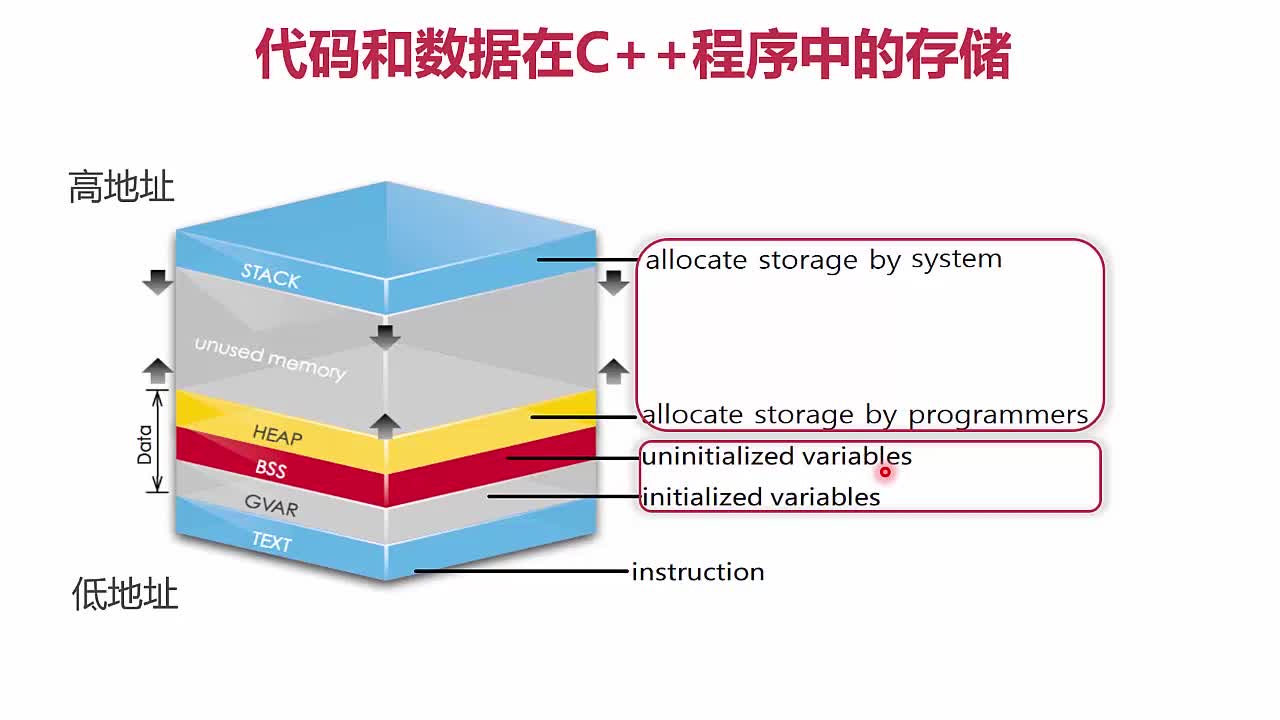 代码和数据在C++程序中的存储
高地址
STACK
allocate storage by system
unused memory
allocate storage by programmers
Data
HEAP
BSS
uninitialized variables
GVAR
initialized variables
TEXT
instruction
低地址